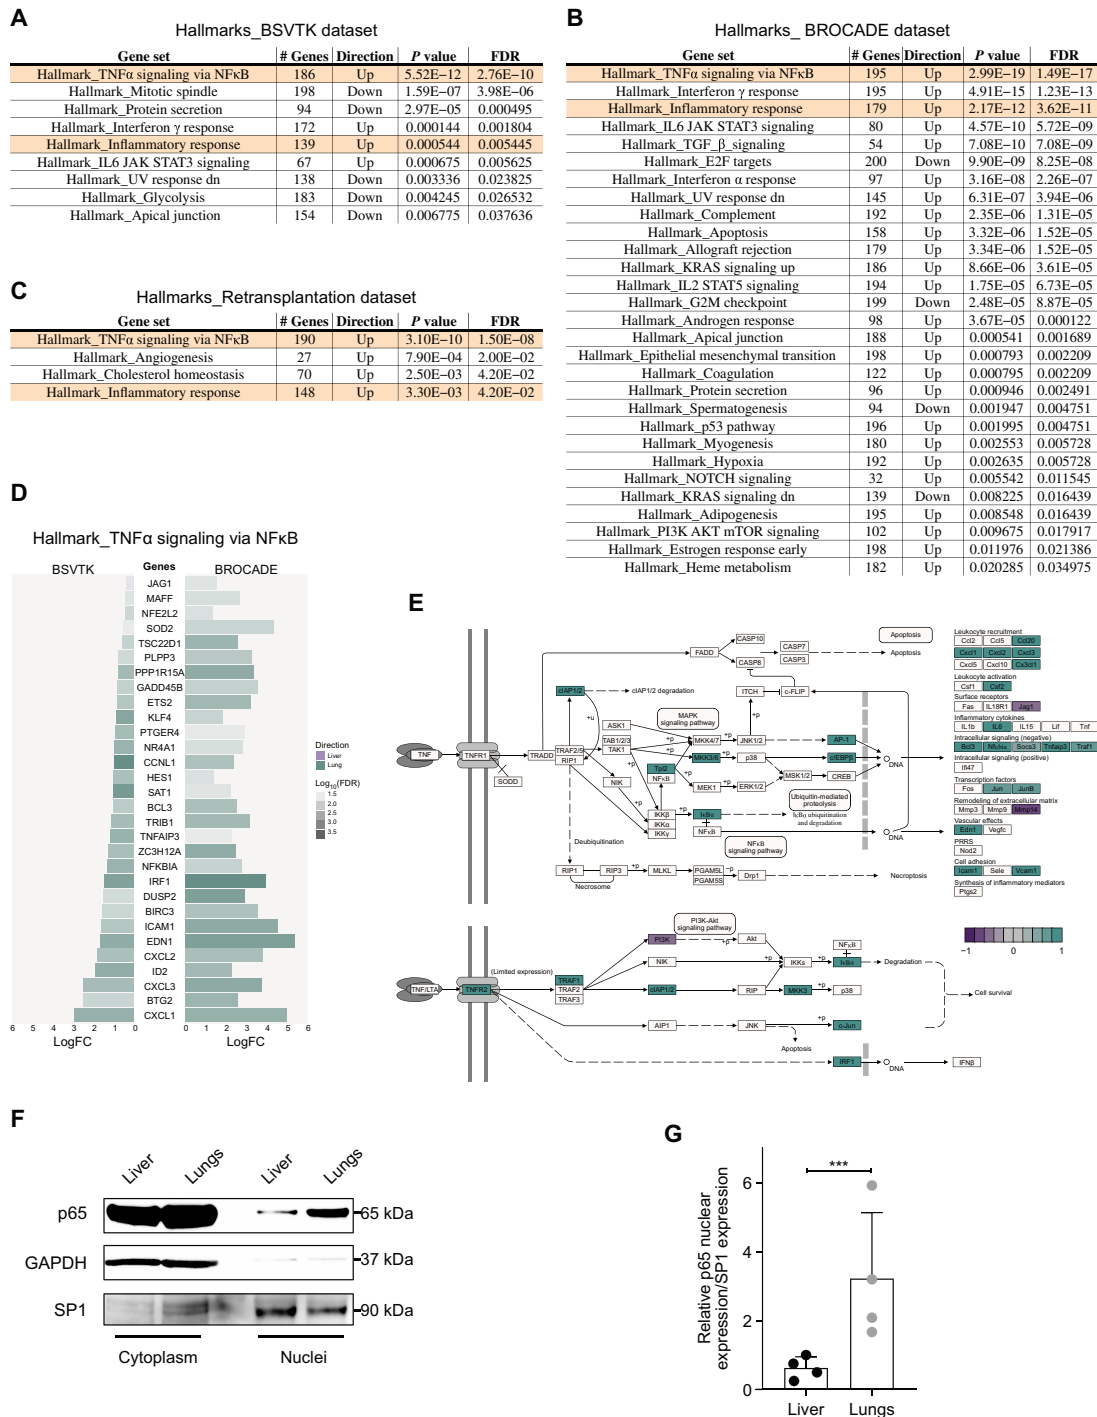 A
Hallmarks_BSVTK dataset
Gene set # Genes Direction P value FDR
Hallmark_TNFα signaling via NFκB 186 Up 5.52E−12 2.76E−10
Hallmark_Mitotic spindle 198 Down 1.59E−07 3.98E−06
Hallmark_Protein secretion 94 Down 2.97E−05 0.000495
Hallmark_Interferon γ response 172 Up 0.000144 0.001804
Hallmark_Inflammatory response 139 Up 0.000544 0.005445
Hallmark_IL6 JAK STAT3 signaling 67 Up 0.000675 0.005625
Hallmark_UV response dn 138 Down 0.003336 0.023825
Hallmark_Glycolysis 183 Down 0.004245 0.026532
Hallmark_Apical junction 154 Down 0.006775 0.037636
B
Hallmarks_ BROCADE dataset
Gene set # Genes Direction P value FDR
Hallmark_TNFα signaling via NFκB 195 Up 2.99E−19 1.49E−17
Hallmark_Interferon γ response 195 Up 4.91E−15 1.23E−13
Hallmark_Inflammatory response 179 Up 2.17E−12 3.62E−11
Hallmark_IL6 JAK STAT3 signaling 80 Up 4.57E−10 5.72E−09
Hallmark_TGF_β_signaling 54 Up 7.08E−10 7.08E−09
Hallmark_E2F targets 200 Down 9.90E−09 8.25E−08
Hallmark_Interferon α response 97 Up 3.16E−08 2.26E−07
Hallmark_UV response dn 145 Up 6.31E−07 3.94E−06
Hallmark_Complement 192 Up 2.35E−06 1.31E−05
Hallmark_Apoptosis 158 Up 3.32E−06 1.52E−05
Hallmark_Allograft rejection 179 Up 3.34E−06 1.52E−05
Hallmark_KRAS signaling up 186 Up 8.66E−06 3.61E−05
Hallmark_IL2 STAT5 signaling 194 Up 1.75E−05 6.73E−05
Hallmark_G2M checkpoint 199 Down 2.48E−05 8.87E−05
Hallmark_Androgen response 98 Up 3.67E−05 0.000122
Hallmark_Apical junction 188 Up 0.000541 0.001689
Hallmark_Epithelial mesenchymal transition 198 Up 0.000793 0.002209
Hallmark_Coagulation 122 Up 0.000795 0.002209
Hallmark_Protein secretion 96 Up 0.000946 0.002491
Hallmark_Spermatogenesis 94 Down 0.001947 0.004751
Hallmark_p53 pathway 196 Up 0.001995 0.004751
Hallmark_Myogenesis 180 Up 0.002553 0.005728
Hallmark_Hypoxia 192 Up 0.002635 0.005728
Hallmark_NOTCH signaling 32 Up 0.005542 0.011545
Hallmark_KRAS signaling dn 139 Down 0.008225 0.016439
Hallmark_Adipogenesis 195 Up 0.008548 0.016439
Hallmark_PI3K AKT mTOR signaling 102 Up 0.009675 0.017917
Hallmark_Estrogen response early 198 Up 0.011976 0.021386
Hallmark_Heme metabolism 182 Up 0.020285 0.034975
C
Hallmarks_Retransplantation dataset
Gene set # Genes Direction P value FDR
Hallmark_TNFα signaling via NFκB 190 Up 3.10E−10 1.50E−08
Hallmark_Angiogenesis 27 Up 7.90E−04 2.00E−02
Hallmark_Cholesterol homeostasis 70 Up 2.50E−03 4.20E−02
Hallmark_Inflammatory response 148 Up 3.30E−03 4.20E−02
D
Hallmark_TNFα signaling via NFκB
BSVTK Genes BROCADE
JAG1
MAFF
NFE2L2
SOD2
TSC22D1
PLPP3
PPP1R15A
GADD45B
ETS2
KLF4
PTGER4
NR4A1
CCNL1
HES1
SAT1
BCL3
TRIB1
TNFAIP3
ZC3H12A
NFKBIA
IRF1
DUSP2
BIRC3
ICAM1
EDN1
CXCL2
ID2
CXCL3
BTG2
CXCL1
6 5 4 3 2 1 0 0 1 2 3 4 5 6
LogFC LogFC
Direction
Liver
Lung
Log10(FDR)
1.5
2.0
2.5
3.0
3.5
E
TNF
TNFR1
TRADD
SODD
FADD
CASP10
CASP8
CASP7
CASP3
Apoptosis
Apoptosis
cIAP1/2
cIAP1/2 degradation
+u
TRAF2/5
RIP1
ASK1
TAB1/2/3
TAK1
NIK
+p
+p
+p
MAPK
signaling pathway
ITCH
c-FLIP
+p
MKK4/7
JNK1/2
MKK3/6
p38
Tpl2
NFκB
MEK1
ERK1/2
+p
+p
MSK1/2
CREB
AP-1
c/EBPβ
DNA
Ubiquitin-mediated
proteolysis
IKKβ
IKKα
IKKγ
+p
IκBα
NFκB
IκBα ubiquitination
and degradation
DNA
NFκB
signaling pathway
Deubiquitination
RIP1
RIP3
Necrosome
MLKL
+p
PGAM5L
PGAM5S
−p
Drp1
Necroptosis
Leukocyte recruitment
Ccl2 Ccl5 Ccl20
Cxcl1 Cxcl2 Cxcl3
Cxcl5 Cxcl10 Cx3cl1
Leukocyte activation
Csf1 Csf2
Surface receptors
Fas IL18R1 Jag1
Inflammatory cytokines
IL1b IL6 IL15 Lif Tnf
Intracellular signaling (negative)
Bcl3 Nfκbia Socs3 Tnfaip3 Traf1
Intracellular signaling (positive)
Ifi47
Transcription factors
Fos Jun JunB
Remodeling of extracellular matrix
Mmp3 Mmp9 Mmp14
Vascular effects
Edn1 Vegfc
PRRS
Nod2
Cell adhesion
Icam1 Sele Vcam1
Synthesis of inflammatory mediators
Ptgs2
−1 0 1
TNF/LTA
TNFR2
(Limited expression)
TRAF1
TRAF2
TRAF3
PI3K
PI3K-Akt
signaling pathway
+p
Akt
NIK
cIAP1/2
RIP
IKKs
+p
NFκB
IκBα
Degradation
+p
MKK3
+p
p38
AIP1
JNK
+p
c-Jun
Apoptosis
Cell survival
IRF1
DNA
IFNβ
F
Liver Lungs Liver Lungs
p65 65 kDa
GAPDH 37 kDa
SP1 90 kDa
Cytoplasm Nuclei
G
Relative p65 nuclear
expression/SP1 expression
***
6
4
2
0
Liver Lungs